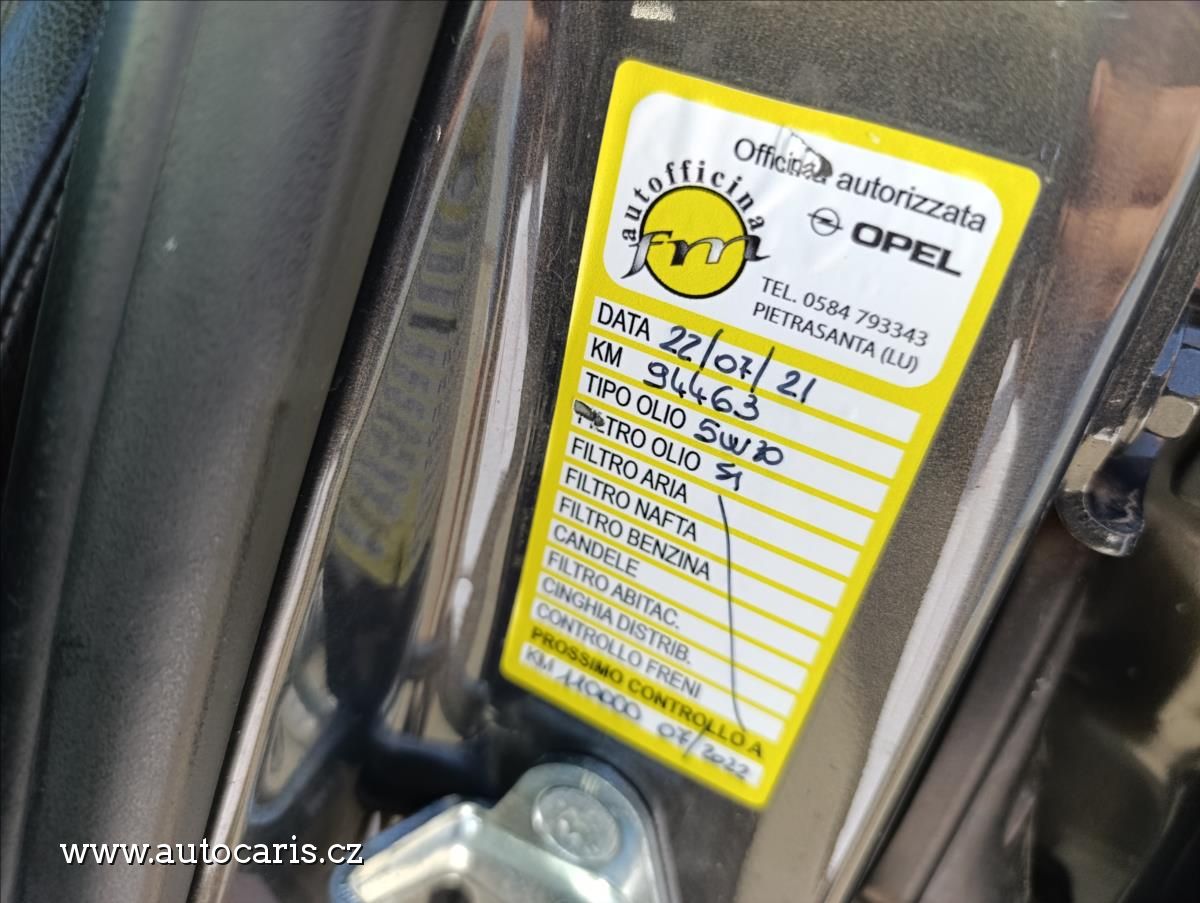 Officina autorizzata
autofficina
fm
OPEL
TEL. 0584 793343
PIETRASANTA (LU)
DATA 22/07/21
KM 94463
TIPO OLIO 5W30
FILTRO OLIO SI
FILTRO ARIA
FILTRO NAFTA
FILTRO BENZINA
CANDELE
FILTRO ABITAC.
CINGHIA DISTRIB.
CONTROLLO FRENI
PROSSIMO CONTROLLO A
KM 110000 07/2022
www.autocaris.cz